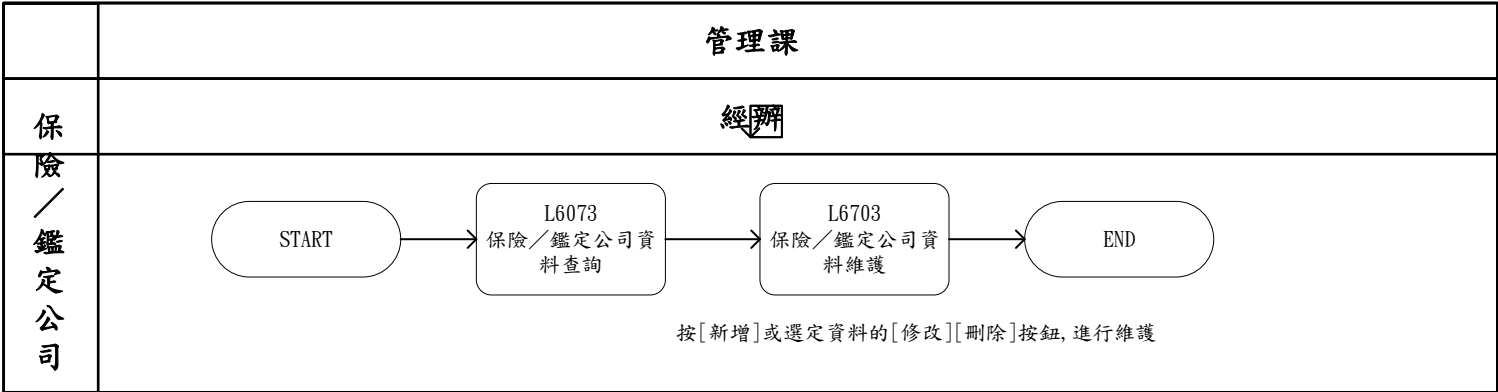 管理課
經辦
保險／鑑定公司
START
L6073
保險／鑑定公司資
料查詢
L6703
保險／鑑定公司資
料維護
END
按[新增]或選定資料的[修改][刪除]按鈕,進行維護